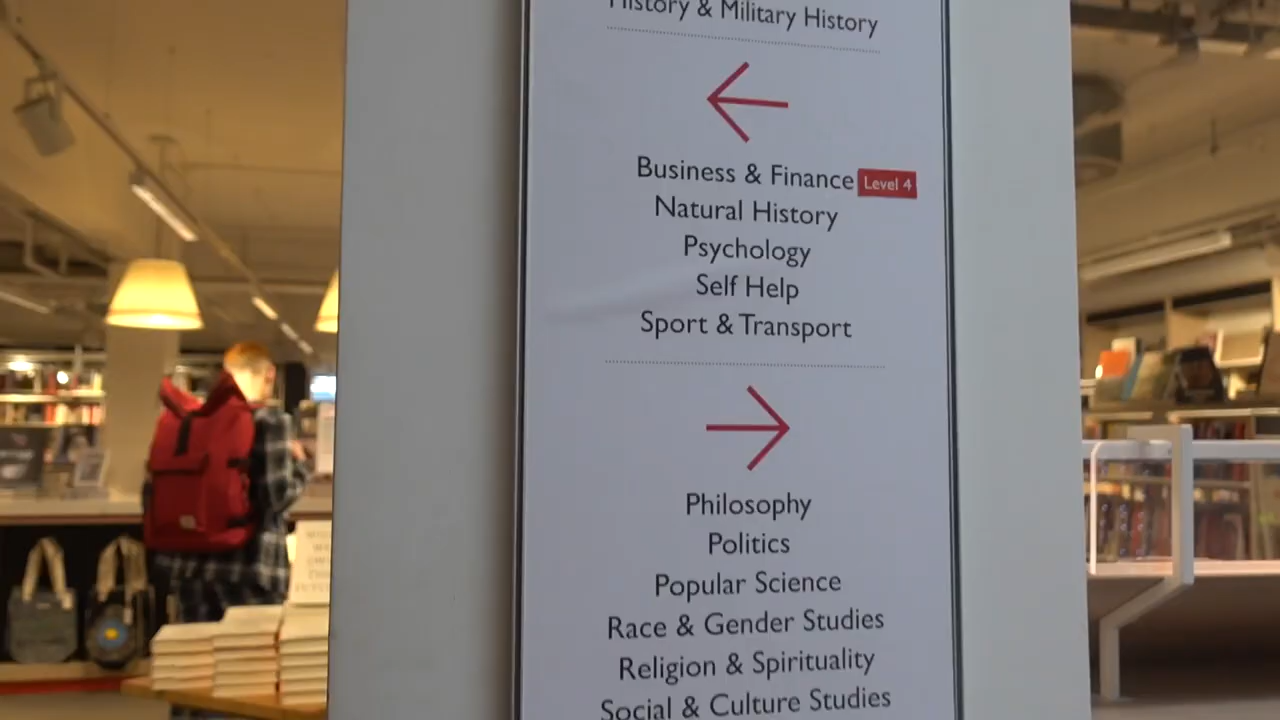 History & Military History
Business & Finance Level 4
Natural History
Psychology
Self Help
Sport & Transport
Philosophy
Politics
Popular Science
Race & Gender Studies
Religion & Spirituality
Social & Culture Studies